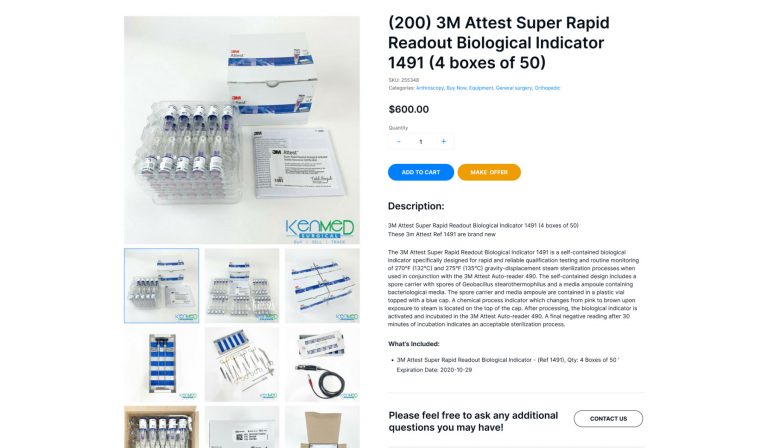 (200) 3M Attest Super Rapid
Readout Biological Indicator
1491 (4 boxes of 50)
SKU: 255348
Categories: Arthroscopy, Buy Now, Equipment, General surgery, Orthopedic
$600.00
Quantity
- 1 +
ADD TO CART MAKE OFFER
Description:
3M Attest Super Rapid Readout Biological Indicator 1491 (4 boxes of 50)
These 3m Attest Ref 1491 are brand new
The 3M Attest Super Rapid Readout Biological Indicator 1491 is a self-contained biological
indicator specifically designed for rapid and reliable qualification testing and routine monitoring
of 270°F (132°C) and 275°F (135°C) gravity-displacement steam sterilization processes when
used in conjunction with the 3M Attest Auto-reader 490. The self-contained design includes a
spore carrier with spores of Geobacillus stearothermophilus and a media ampoule containing
bacteriological media. The spore carrier and media ampoule are contained in a plastic vial
topped with a blue cap. A chemical process indicator which changes from pink to brown upon
exposure to steam is located on the top of the cap. After processing, the biological indicator is
activated and incubated in the 3M Attest Auto-reader 490. A final negative reading after 30
minutes of incubation indicates an acceptable sterilization process.
What's Included:
• 3M Attest Super Rapid Readout Biological Indicator - (Ref 1491), Qty: 4 Boxes of 50 '
Expiration Date: 2020-10-29
Please feel free to ask any additional
questions you may have!
CONTACT US
3M
Attest
3M Attest
KENMED
SURGICAL
BUY | SELL | TRADE